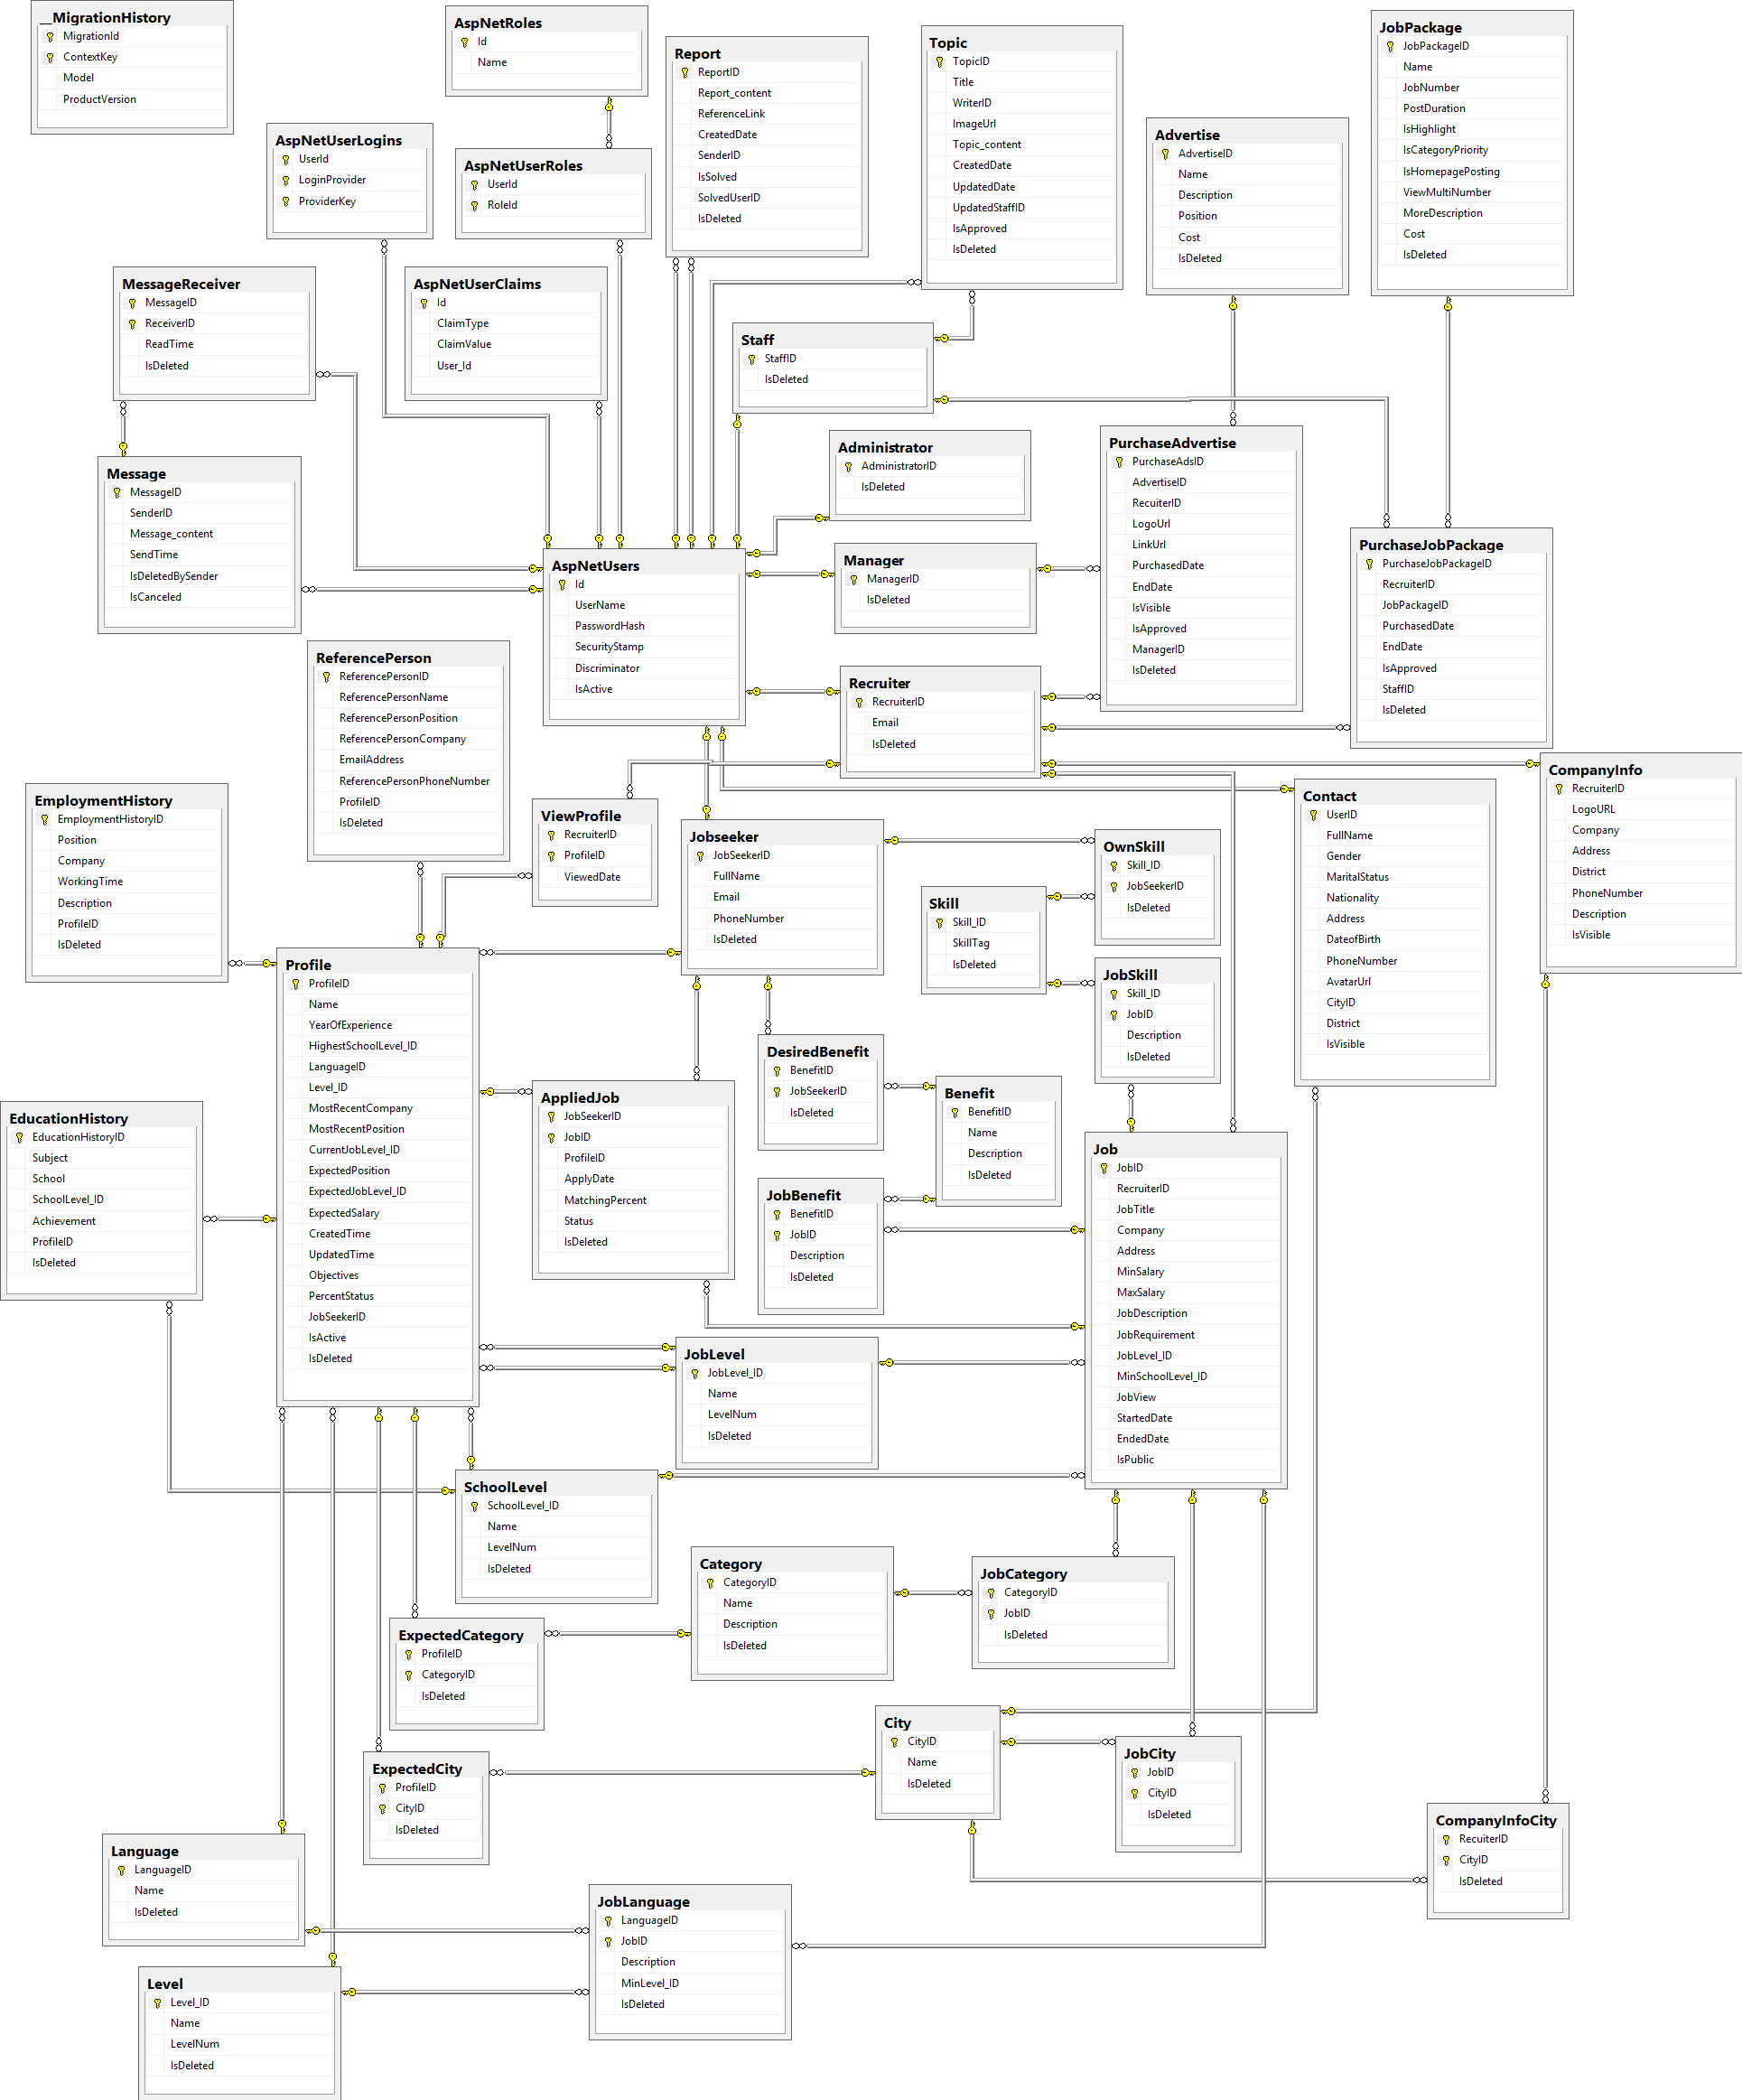 __MigrationHistory
MigrationId
ContextKey
Model
ProductVersion
AspNetRoles
Id
Name
Report
ReportID
Report_content
ReferenceLink
CreatedDate
SenderID
IsSolved
SolvedUserID
IsDeleted
Topic
TopicID
Title
WriterID
ImageUrl
Topic_content
CreatedDate
UpdatedDate
UpdatedStaffID
IsApproved
IsDeleted
JobPackage
JobPackageID
Name
JobNumber
PostDuration
IsHighlight
IsCategoryPriority
IsHomepagePosting
ViewMultiNumber
MoreDescription
Cost
IsDeleted
Advertise
AdvertiseID
Name
Description
Position
Cost
IsDeleted
AspNetUserLogins
UserId
LoginProvider
ProviderKey
AspNetUserRoles
UserId
RoleId
MessageReceiver
MessageID
ReceiverID
ReadTime
IsDeleted
AspNetUserClaims
Id
ClaimType
ClaimValue
User_Id
Staff
StaffID
IsDeleted
Administrator
AdministratorID
IsDeleted
PurchaseAdvertise
PurchaseAdsID
AdvertiseID
RecuiterID
LogoUrl
LinkUrl
PurchasedDate
EndDate
IsVisible
IsApproved
ManagerID
IsDeleted
Message
MessageID
SenderID
Message_content
SendTime
IsDeletedBySender
IsCanceled
PurchaseJobPackage
PurchaseJobPackageID
RecruiterID
JobPackageID
PurchasedDate
EndDate
IsApproved
StaffID
IsDeleted
AspNetUsers
Id
UserName
PasswordHash
SecurityStamp
Discriminator
IsActive
Manager
ManagerID
IsDeleted
ReferencePerson
ReferencePersonID
ReferencePersonName
ReferencePersonPosition
ReferencePersonCompany
EmailAddress
ReferencePersonPhoneNumber
ProfileID
IsDeleted
Recruiter
RecruiterID
Email
IsDeleted
CompanyInfo
RecruiterID
LogoURL
Company
Address
District
PhoneNumber
Description
IsVisible
EmploymentHistory
EmploymentHistoryID
Position
Company
WorkingTime
Description
ProfileID
IsDeleted
ViewProfile
RecruiterID
ProfileID
ViewedDate
Jobseeker
JobSeekerID
FullName
Email
PhoneNumber
IsDeleted
Contact
UserID
FullName
Gender
MaritalStatus
Nationality
Address
DateofBirth
PhoneNumber
AvatarUrl
CityID
District
IsVisible
OwnSkill
Skill_ID
JobSeekerID
IsDeleted
Skill
Skill_ID
SkillTag
IsDeleted
JobSkill
Skill_ID
JobID
Description
IsDeleted
Profile
ProfileID
Name
YearOfExperience
HighestSchoolLevel_ID
LanguageID
Level_ID
MostRecentCompany
MostRecentPosition
CurrentJobLevel_ID
ExpectedPosition
ExpectedJobLevel_ID
ExpectedSalary
CreatedTime
UpdatedTime
Objectives
PercentStatus
JobSeekerID
IsActive
IsDeleted
DesiredBenefit
BenefitID
JobSeekerID
IsDeleted
Benefit
BenefitID
Name
Description
IsDeleted
AppliedJob
JobSeekerID
JobID
ProfileID
ApplyDate
MatchingPercent
Status
IsDeleted
EducationHistory
EducationHistoryID
Subject
School
SchoolLevel_ID
Achievement
ProfileID
IsDeleted
JobBenefit
BenefitID
JobID
Description
IsDeleted
Job
JobID
RecruiterID
JobTitle
Company
Address
MinSalary
MaxSalary
JobDescription
JobRequirement
JobLevel_ID
MinSchoolLevel_ID
JobView
StartedDate
EndedDate
IsPublic
JobLevel
JobLevel_ID
Name
LevelNum
IsDeleted
SchoolLevel
SchoolLevel_ID
Name
LevelNum
IsDeleted
Category
CategoryID
Name
Description
IsDeleted
JobCategory
CategoryID
JobID
IsDeleted
ExpectedCategory
ProfileID
CategoryID
IsDeleted
City
CityID
Name
IsDeleted
JobCity
JobID
CityID
IsDeleted
ExpectedCity
ProfileID
CityID
IsDeleted
CompanyInfoCity
RecuiterID
CityID
IsDeleted
Language
LanguageID
Name
IsDeleted
JobLanguage
LanguageID
JobID
Description
MinLevel_ID
IsDeleted
Level
Level_ID
Name
LevelNum
IsDeleted